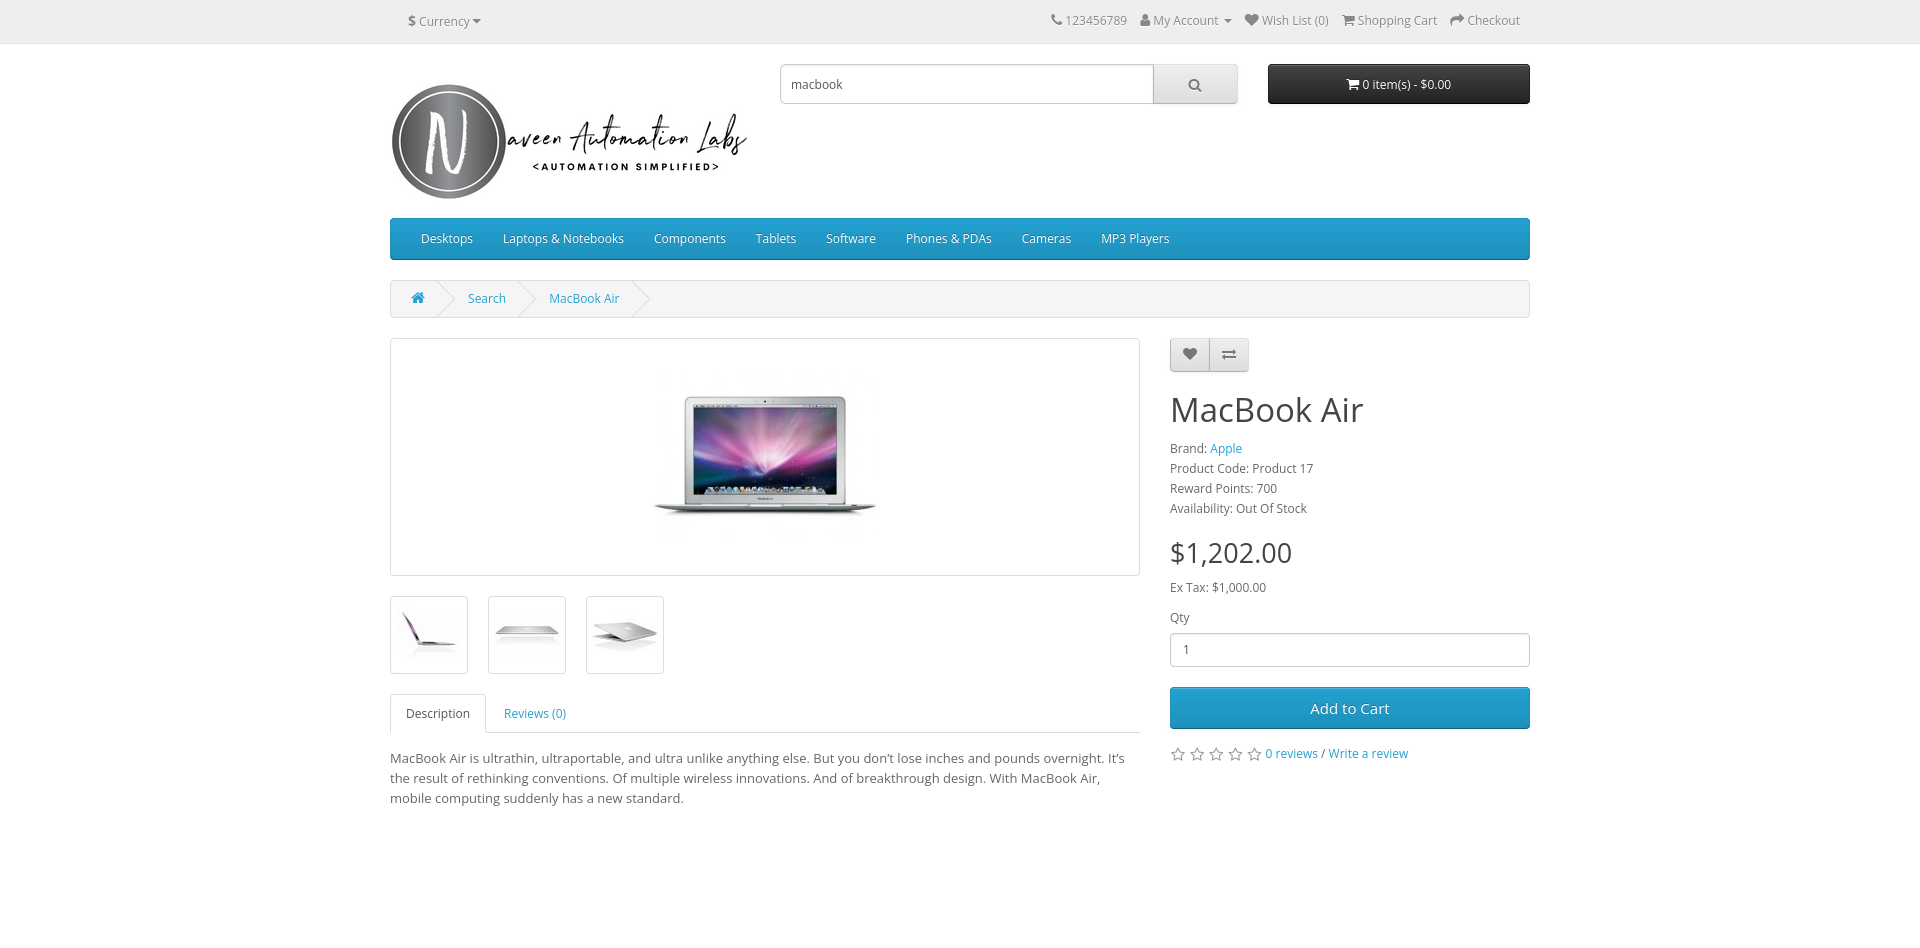 $ Currency
123456789 My Account Wish List (0) Shopping Cart Checkout
N aveen Automation Labs
<AUTOMATION SIMPLIFIED>
macbook
0 item(s) - $0.00
Desktops Laptops & Notebooks Components Tablets Software Phones & PDAs Cameras MP3 Players
Search MacBook Air
MacBook Air
Brand: Apple
Product Code: Product 17
Reward Points: 700
Availability: Out Of Stock
$1,202.00
Ex Tax: $1,000.00
Qty
1
Add to Cart
0 reviews / Write a review
Description Reviews (0)
MacBook Air is ultrathin, ultraportable, and ultra unlike anything else. But you don’t lose inches and pounds overnight. It’s
the result of rethinking conventions. Of multiple wireless innovations. And of breakthrough design. With MacBook Air,
mobile computing suddenly has a new standard.